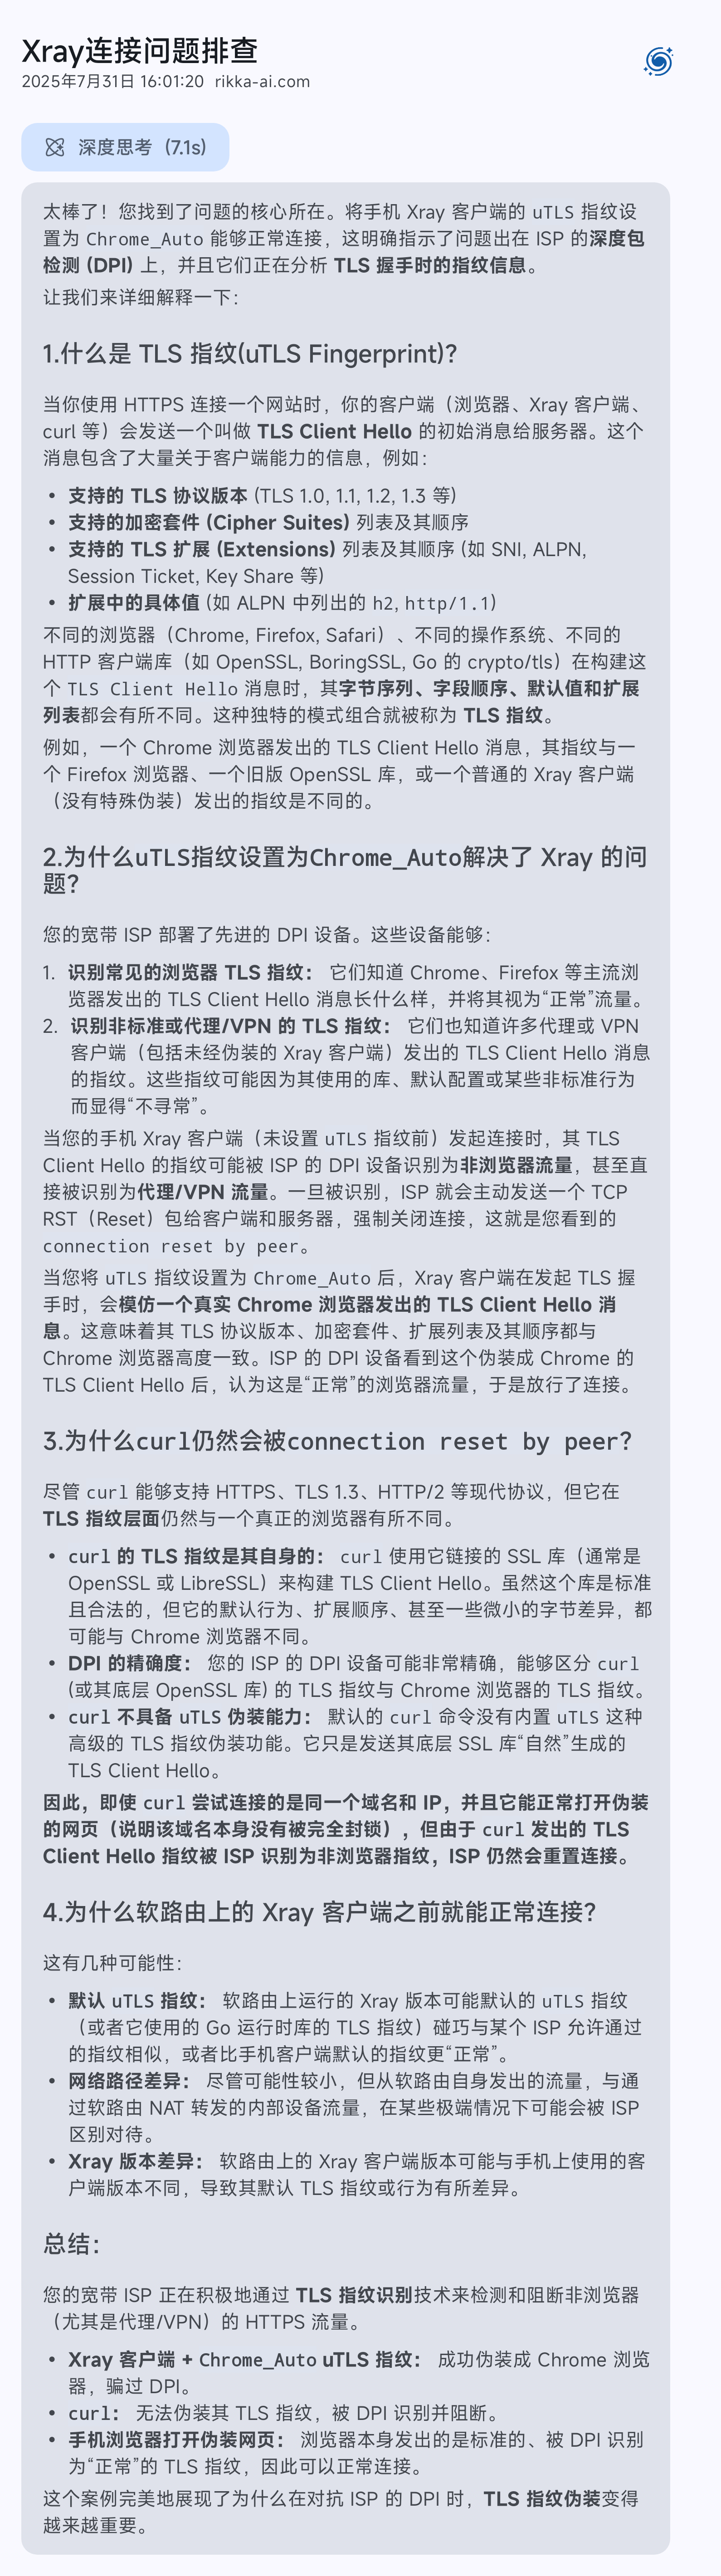 Xray连接问题排查
2025年7月31日 16:01:20 rikka-ai.com
深度思考（7.1s）
太棒了！您找到了问题的核心所在。将手机 Xray 客户端的 uTLS 指纹设
置为 Chrome_Auto 能够正常连接，这明确指示了问题出在 ISP 的深度包
检测 (DPI) 上，并且它们正在分析 TLS 握手时的指纹信息。
让我们来详细解释一下：
1.什么是 TLS 指纹(uTLS Fingerprint)?
当你使用 HTTPS 连接一个网站时，你的客户端（浏览器、Xray 客户端、
curl 等）会发送一个叫做 TLS Client Hello 的初始消息给服务器。这个
消息包含了大量关于客户端能力的信息，例如：
• 支持的 TLS 协议版本 (TLS 1.0, 1.1, 1.2, 1.3 等)
• 支持的加密套件 (Cipher Suites) 列表及其顺序
• 支持的 TLS 扩展 (Extensions) 列表及其顺序 (如 SNI, ALPN,
Session Ticket, Key Share 等)
• 扩展中的具体值 (如 ALPN 中列出的 h2, http/1.1)
不同的浏览器（Chrome, Firefox, Safari）、不同的操作系统、不同的
HTTP 客户端库（如 OpenSSL, BoringSSL, Go 的 crypto/tls）在构建这
个 TLS Client Hello 消息时，其字节序列、字段顺序、默认值和扩展
列表都会有所不同。这种独特的模式组合就被称为 TLS 指纹。
例如，一个 Chrome 浏览器发出的 TLS Client Hello 消息，其指纹与一
个 Firefox 浏览器、一个旧版 OpenSSL 库，或一个普通的 Xray 客户端
（没有特殊伪装）发出的指纹是不同的。
2.为什么uTLS指纹设置为Chrome_Auto解决了 Xray 的问
题?
您的宽带 ISP 部署了先进的 DPI 设备。这些设备能够：
1. 识别常见的浏览器 TLS 指纹： 它们知道 Chrome、Firefox 等主流浏
览器发出的 TLS Client Hello 消息长什么样，并将其视为“正常”流量。
2. 识别非标准或代理/VPN 的 TLS 指纹： 它们也知道许多代理或 VPN
客户端（包括未经伪装的 Xray 客户端）发出的 TLS Client Hello 消息
的指纹。这些指纹可能因为其使用的库、默认配置或某些非标准行为
而显得“不寻常”。
当您的手机 Xray 客户端（未设置 uTLS 指纹前）发起连接时，其 TLS
Client Hello 的指纹可能被 ISP 的 DPI 设备识别为非浏览器流量，甚至直
接被识别为代理/VPN 流量。一旦被识别，ISP 就会主动发送一个 TCP
RST（Reset）包给客户端和服务器，强制关闭连接，这就是您看到的
connection reset by peer。
当您将 uTLS 指纹设置为 Chrome_Auto 后，Xray 客户端在发起 TLS 握
手时，会模仿一个真实 Chrome 浏览器发出的 TLS Client Hello 消
息。这意味着其 TLS 协议版本、加密套件、扩展列表及其顺序都与
Chrome 浏览器高度一致。ISP 的 DPI 设备看到这个伪装成 Chrome 的
TLS Client Hello 后，认为这是“正常”的浏览器流量，于是放行了连接。
3.为什么curl仍然会被connection reset by peer?
尽管 curl 能够支持 HTTPS、TLS 1.3、HTTP/2 等现代协议，但它在
TLS 指纹层面仍然与一个真正的浏览器有所不同。
• curl 的 TLS 指纹是其自身的： curl 使用它链接的 SSL 库（通常是
OpenSSL 或 LibreSSL）来构建 TLS Client Hello。虽然这个库是标准
且合法的，但它的默认行为、扩展顺序、甚至一些微小的字节差异，都
可能与 Chrome 浏览器不同。
• DPI 的精确度： 您的 ISP 的 DPI 设备可能非常精确，能够区分 curl
(或其底层 OpenSSL 库) 的 TLS 指纹与 Chrome 浏览器的 TLS 指纹。
• curl 不具备 uTLS 伪装能力： 默认的 curl 命令没有内置 uTLS 这种
高级的 TLS 指纹伪装功能。它只是发送其底层 SSL 库“自然”生成的
TLS Client Hello。
因此，即使 curl 尝试连接的是同一个域名和 IP，并且它能正常打开伪装
的网页（说明该域名本身没有被完全封锁）, 但由于 curl 发出的 TLS
Client Hello 指纹被 ISP 识别为非浏览器指纹，ISP 仍然会重置连接。
4.为什么软路由上的 Xray 客户端之前就能正常连接?
这有几种可能性：
• 默认 uTLS 指纹： 软路由上运行的 Xray 版本可能默认的 uTLS 指纹
（或者它使用的 Go 运行时库的 TLS 指纹）碰巧与某个 ISP 允许通过
的指纹相似，或者比手机客户端默认的指纹更“正常”。
• 网络路径差异： 尽管可能性较小，但从软路由自身发出的流量，与通
过软路由 NAT 转发的内部设备流量，在某些极端情况下可能会被 ISP
区别对待。
• Xray 版本差异： 软路由上的 Xray 客户端版本可能与手机上使用的客
户端版本不同，导致其默认 TLS 指纹或行为有所差异。
总结：
您的宽带 ISP 正在积极地通过 TLS 指纹识别技术来检测和阻断非浏览器
（尤其是代理/VPN）的 HTTPS 流量。
• Xray 客户端 + Chrome_Auto uTLS 指纹： 成功伪装成 Chrome 浏览
器，骗过 DPI。
• curl： 无法伪装其 TLS 指纹，被 DPI 识别并阻断。
• 手机浏览器打开伪装网页： 浏览器本身发出的是标准的、被 DPI 识别
为“正常”的 TLS 指纹，因此可以正常连接。
这个案例完美地展现了为什么在对抗 ISP 的 DPI 时，TLS 指纹伪装变得
越来越重要。